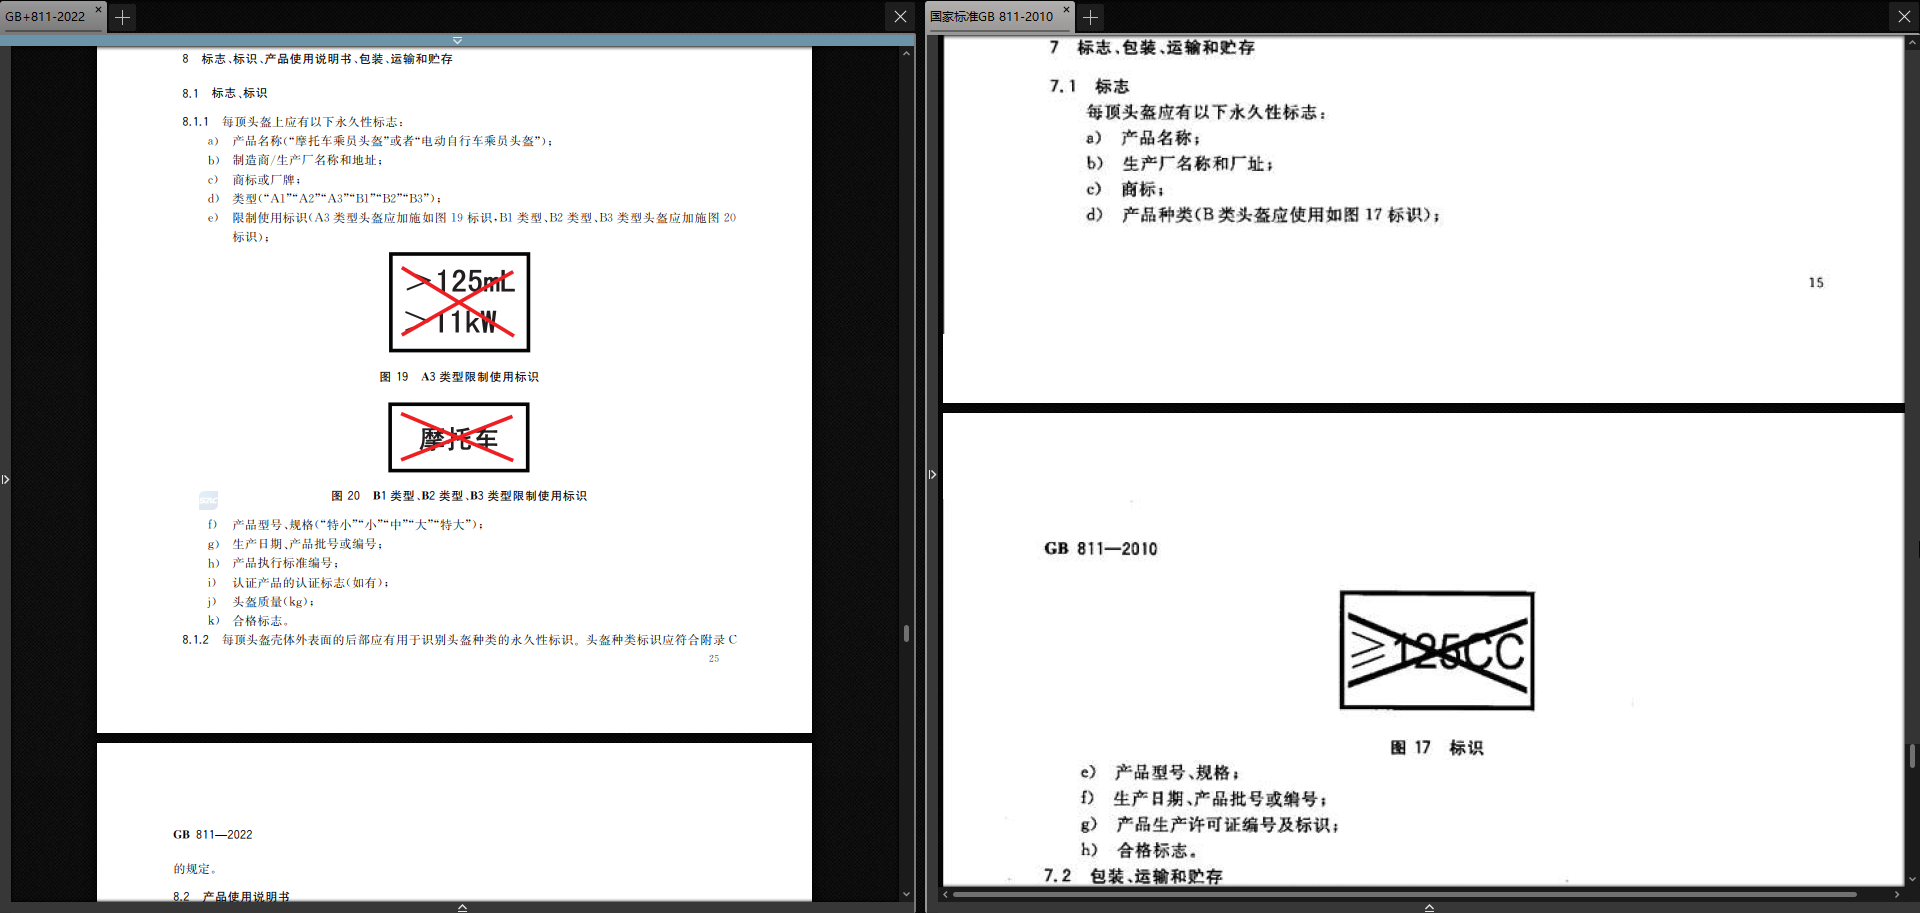 GB+811-2022
8 标志、标识、产品使用说明书、包装、运输和贮存
8.1 标志、标识
8.1.1 每顶头盔上应有以下永久性标志:
a) 产品名称(“摩托车乘员头盔”或者“电动自行车乘员头盔”);
b) 制造商/生产厂名称和地址;
c) 商标或厂牌;
d) 类型(“A1”“A2”“A3”“B1”“B2”“B3”);
e) 限制使用标识(A3 类型头盔应加施如图 19 标识,B1 类型、B2 类型、B3 类型头盔应加施图 20
标识);
>125mL
>11kW
图 19 A3 类型限制使用标识
摩托车
图 20 B1 类型、B2 类型、B3 类型限制使用标识
f) 产品型号、规格(“特小”“小”“中”“大”“特大”);
g) 生产日期、产品批号或编号;
h) 产品执行标准编号;
i) 认证产品的认证标志(如有);
j) 头盔质量(kg);
k) 合格标志。
8.1.2 每顶头盔壳体外表面的后部应有用于识别头盔种类的永久性标识。头盔种类标识应符合附录 C
25
GB 811—2022
的规定。
8.2 产品使用说明书
国家标准GB 811-2010
7 标志、包装、运输和贮存
7.1 标志
每顶头盔应有以下永久性标志:
a) 产品名称;
b) 生产厂名称和厂址;
c) 商标;
d) 产品种类(B 类头盔应使用如图 17 标识);
15
GB 811—2010
≥125CC
图 17 标识
e) 产品型号、规格;
f) 生产日期、产品批号或编号;
g) 产品生产许可证编号及标识;
h) 合格标志。
7.2 包装、运输和贮存